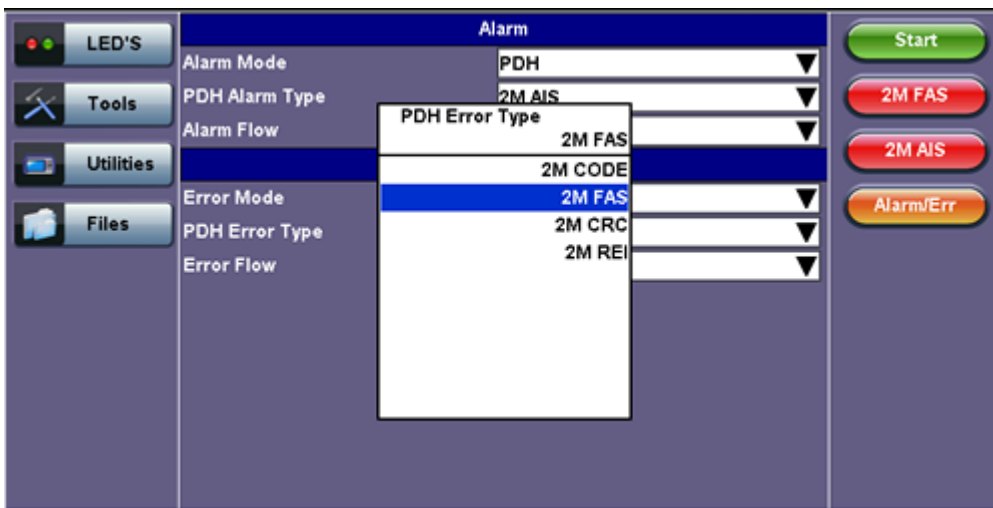 LED'S
Tools
Utilities
Files
Alarm
Alarm Mode PDH
PDH Alarm Type 2M AIS
Alarm Flow
Error Mode
PDH Error Type
Error Flow
PDH Error Type
2M FAS
2M CODE
2M FAS
2M CRC
2M REI
Start
2M FAS
2M AIS
Alarm/Err